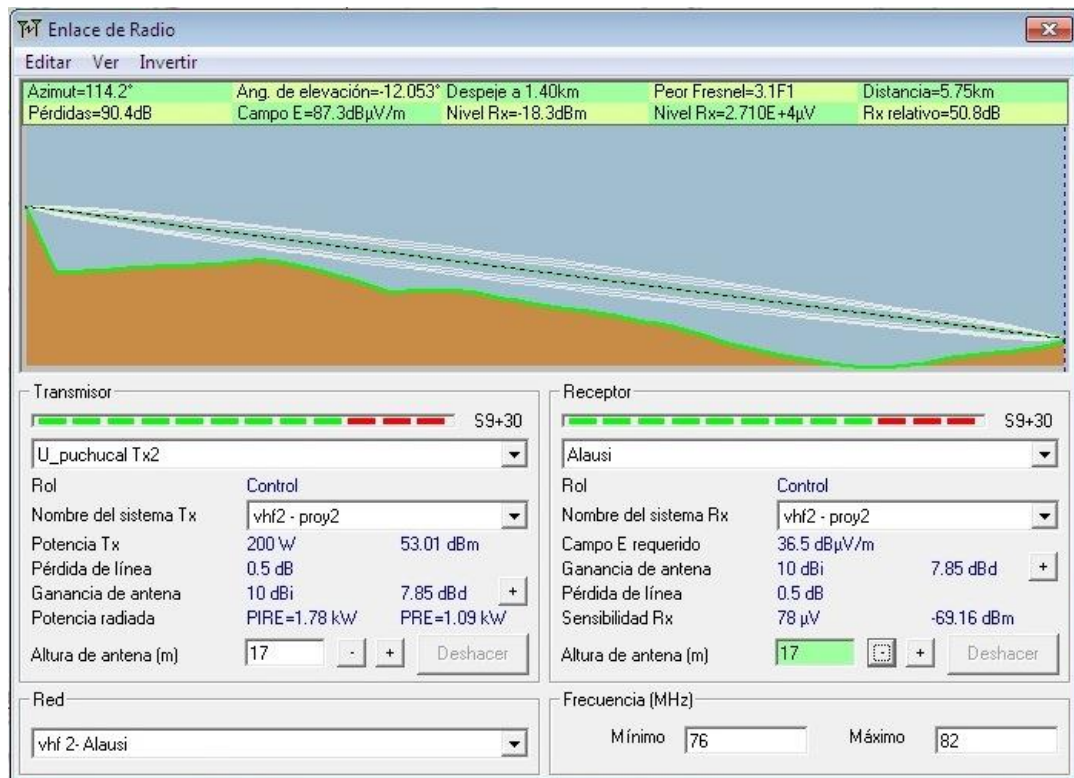 Enlace de Radio
Editar Ver Invertir
Azimut=114.2° Ang. de elevación=-12.053° Despeje a 1.40km Peor Fresnel=3.1F1 Distancia=5.75km
Pérdidas=90.4dB Campo E=87.3dBµV/m Nivel Rx=-18.3dBm Nivel Rx=2.710E+4µV Rx relativo=50.8dB
Transmisor
S9+30
U_puchucal Tx2
Rol Control
Nombre del sistema Tx vhf2 - proy2
Potencia Tx 200 W 53.01 dBm
Pérdida de línea 0.5 dB
Ganancia de antena 10 dBi 7.85 dBd +
Potencia radiada PIRE=1.78 kW PRE=1.09 kW
Altura de antena (m) 17 - + Deshacer
Receptor
S9+30
Alausi
Rol Control
Nombre del sistema Rx vhf2 - proy2
Campo E requerido 36.5 dBµV/m
Ganancia de antena 10 dBi 7.85 dBd +
Pérdida de línea 0.5 dB
Sensibilidad Rx 78 µV -69.16 dBm
Altura de antena (m) 17 - + Deshacer
Red
vhf 2- Alausi
Frecuencia (MHz)
Mínimo 76 Máximo 82